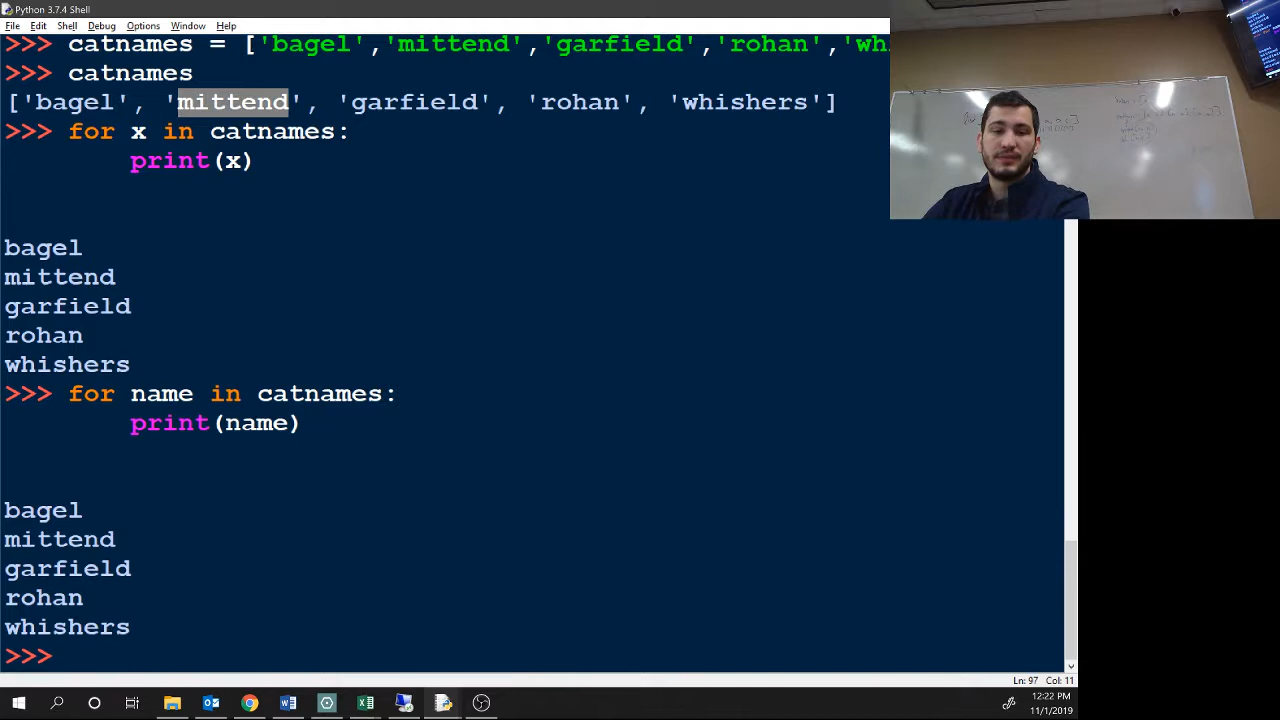 Python 3.7.4 Shell
File Edit Shell Debug Options Window Help
>>> catnames = ['bagel','mittend','garfield','rohan','whi
>>> catnames
['bagel', 'mittend', 'garfield', 'rohan', 'whishers']
>>> for x in catnames:
print(x)
bagel
mittend
garfield
rohan
whishers
>>> for name in catnames:
print(name)
bagel
mittend
garfield
rohan
whishers
>>>
Ln: 97 Col: 11
12:22 PM
11/1/2019